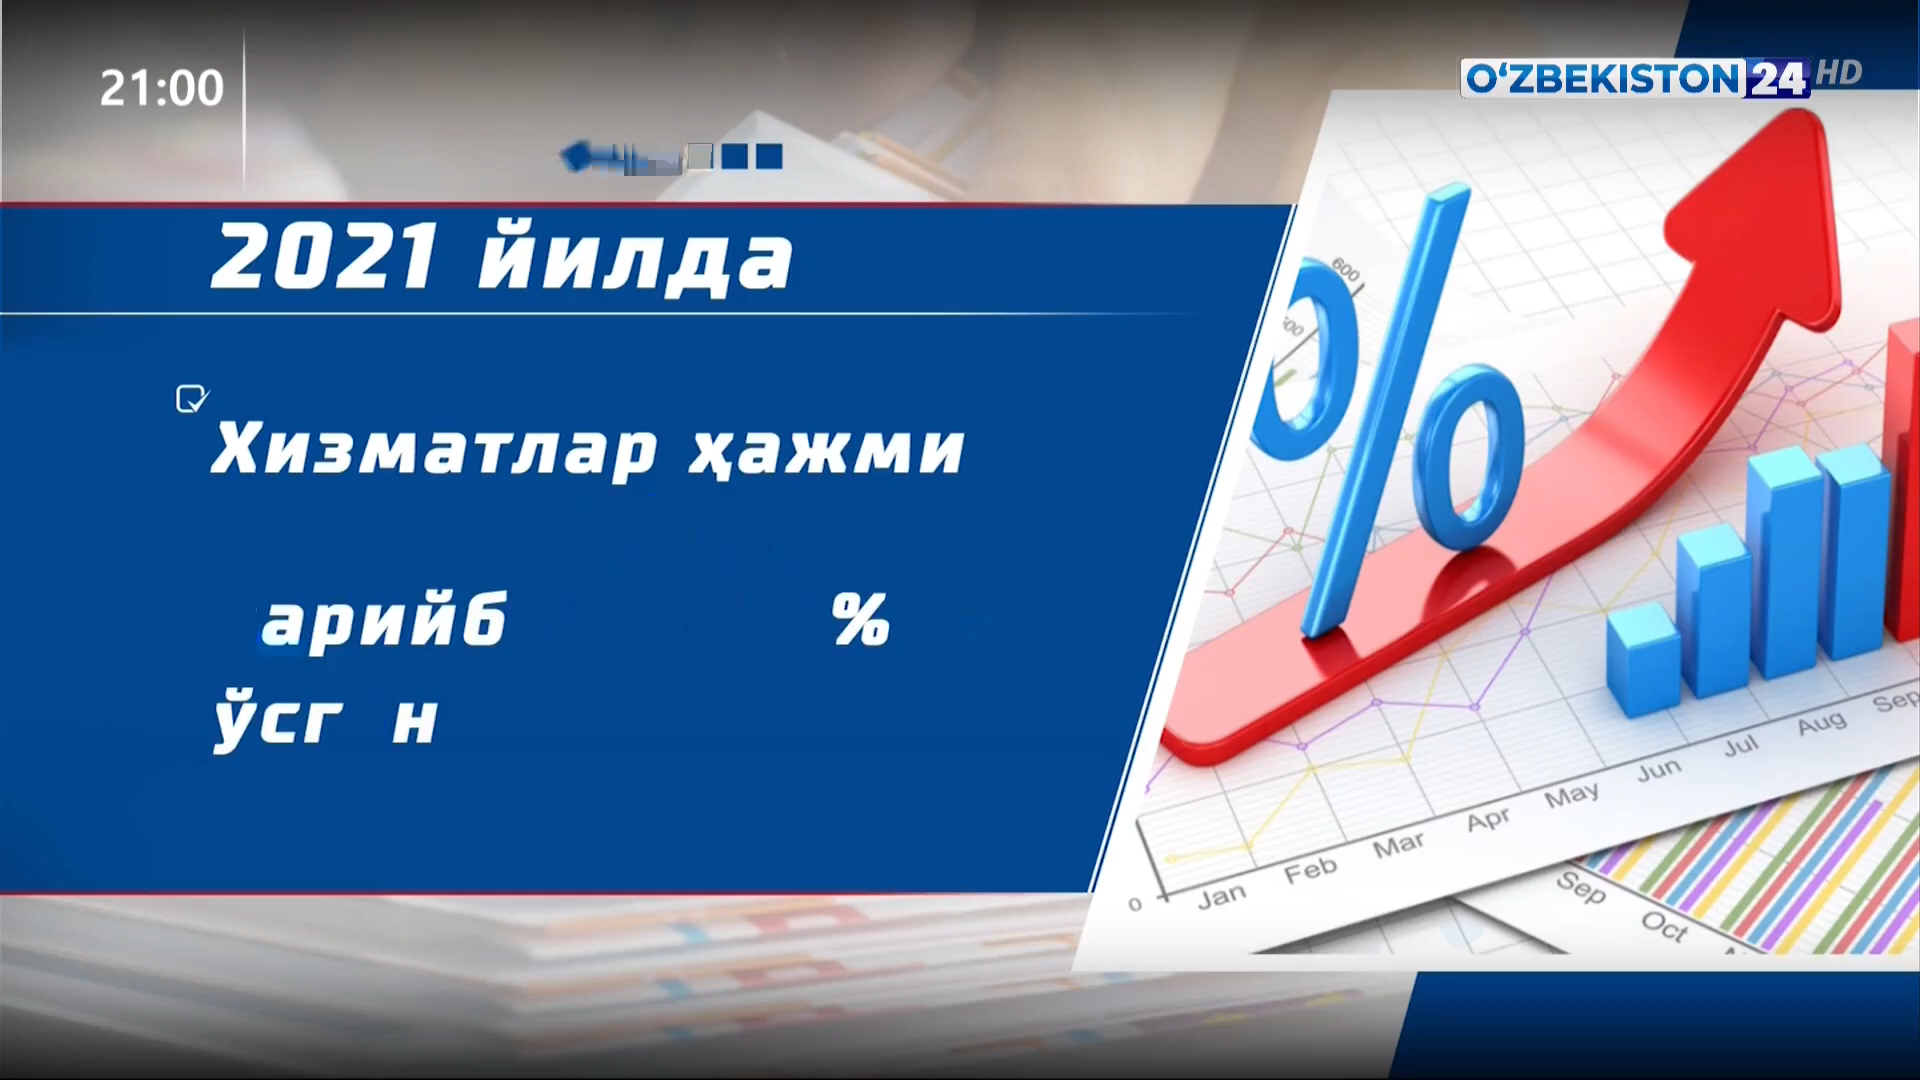 21:00
O‘ZBEKISTON 24 HD
2021 йилда
Хизматлар ҳажми
арийб %
ўсг н
600
Jan Feb Mar Apr May Jun Jul Aug Sep
0
Sep Oct